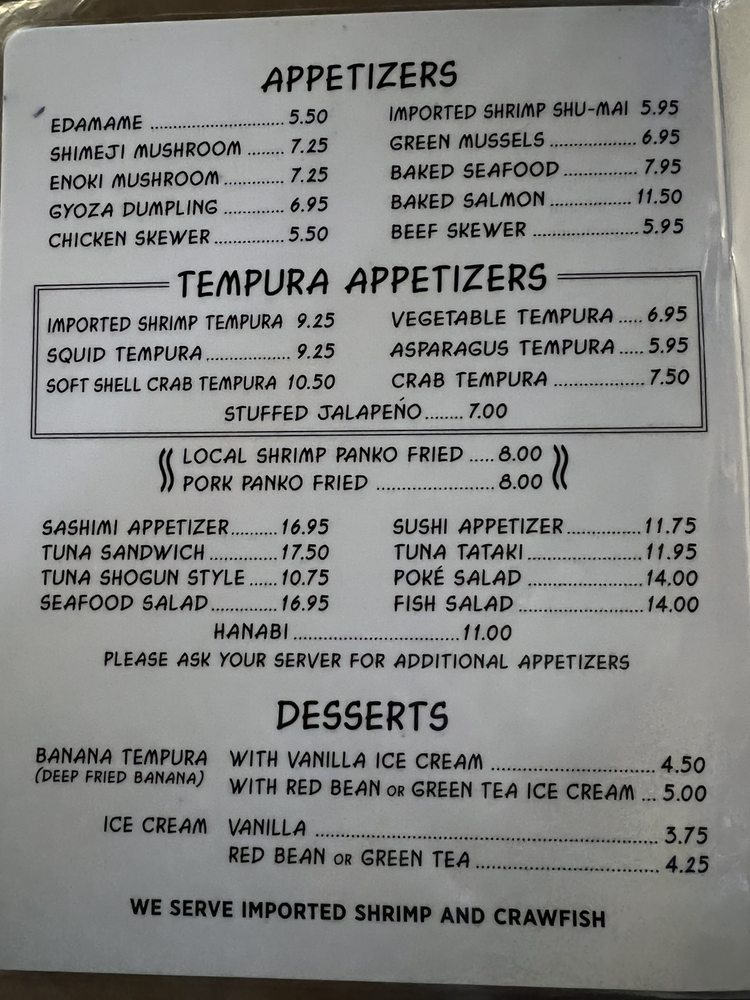 APPETIZERS
EDAMAME ............................. 5.50
SHIMEJI MUSHROOM ........ 7.25
ENOKI MUSHROOM ............. 7.25
GYOZA DUMPLING ............. 6.95
CHICKEN SKEWER ............... 5.50
IMPORTED SHRIMP SHU-MAI 5.95
GREEN MUSSELS ................... 6.95
BAKED SEAFOOD ................ 7.95
BAKED SALMON .................. 11.50
BEEF SKEWER ....................... 5.95
TEMPURA APPETIZERS
IMPORTED SHRIMP TEMPURA 9.25
SQUID TEMPURA .................. 9.25
SOFT SHELL CRAB TEMPURA 10.50
VEGETABLE TEMPURA ..... 6.95
ASPARAGUS TEMPURA ..... 5.95
CRAB TEMPURA .................... 7.50
STUFFED JALAPEŃO ........ 7.00
LOCAL SHRIMP PANKO FRIED ..... 8.00
PORK PANKO FRIED .......................... 8.00
SASHIMI APPETIZER .......... 16.95
TUNA SANDWICH ................ 17.50
TUNA SHOGUN STYLE ...... 10.75
SEAFOOD SALAD .............. 16.95
SUSHI APPETIZER ................ 11.75
TUNA TATAKI ......................... 11.95
POKÉ SALAD ......................... 14.00
FISH SALAD ........................... 14.00
HANABI .................................... 11.00
PLEASE ASK YOUR SERVER FOR ADDITIONAL APPETIZERS
DESSERTS
BANANA TEMPURA WITH VANILLA ICE CREAM ................................... 4.50
(DEEP FRIED BANANA) WITH RED BEAN OR GREEN TEA ICE CREAM ... 5.00
ICE CREAM VANILLA .......................................................................... 3.75
RED BEAN OR GREEN TEA ....................................... 4.25
WE SERVE IMPORTED SHRIMP AND CRAWFISH